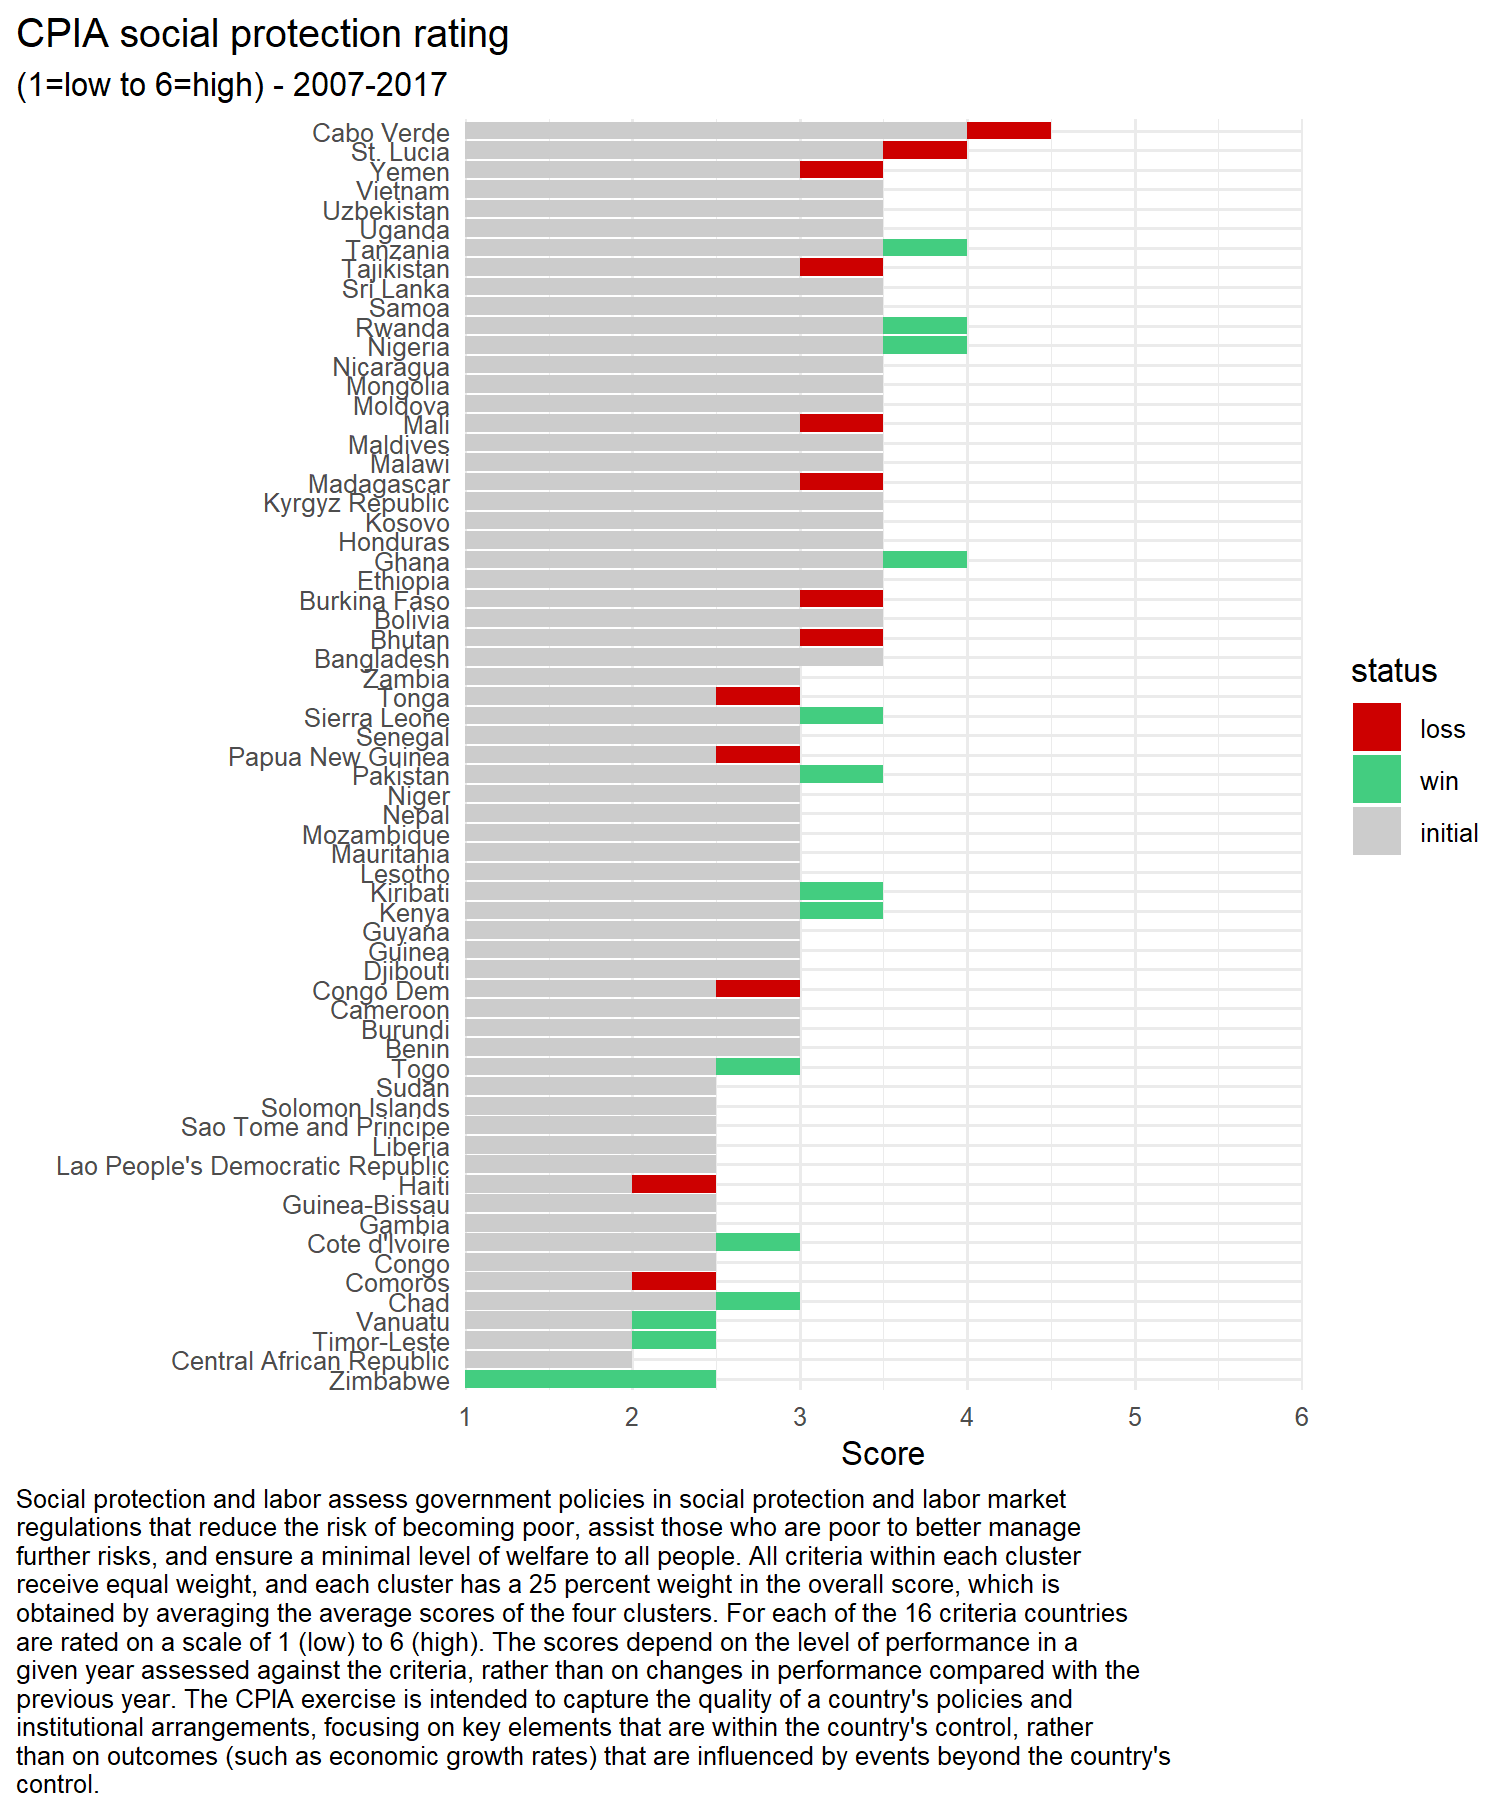 CPIA social protection rating
(1=low to 6=high) - 2007-2017
Cabo Verde
St. Lucia
Yemen
Vietnam
Uzbekistan
Uganda
Tanzania
Tajikistan
Sri Lanka
Samoa
Rwanda
Nigeria
Nicaragua
Mongolia
Moldova
Mali
Maldives
Malawi
Madagascar
Kyrgyz Republic
Kosovo
Honduras
Ghana
Ethiopia
Burkina Faso
Bolivia
Bhutan
Bangladesh
Zambia
Tonga
Sierra Leone
Senegal
Papua New Guinea
Pakistan
Niger
Nepal
Mozambique
Mauritania
Lesotho
Kiribati
Kenya
Guyana
Guinea
Djibouti
Congo Dem
Cameroon
Burundi
Benin
Togo
Sudan
Solomon Islands
Sao Tome and Principe
Liberia
Lao People's Democratic Republic
Haiti
Guinea-Bissau
Gambia
Cote d'Ivoire
Congo
Comoros
Chad
Vanuatu
Timor-Leste
Central African Republic
Zimbabwe
1 2 3 4 5 6
Score
status
loss
win
initial
Social protection and labor assess government policies in social protection and labor market
regulations that reduce the risk of becoming poor, assist those who are poor to better manage
further risks, and ensure a minimal level of welfare to all people. All criteria within each cluster
receive equal weight, and each cluster has a 25 percent weight in the overall score, which is
obtained by averaging the average scores of the four clusters. For each of the 16 criteria countries
are rated on a scale of 1 (low) to 6 (high). The scores depend on the level of performance in a
given year assessed against the criteria, rather than on changes in performance compared with the
previous year. The CPIA exercise is intended to capture the quality of a country's policies and
institutional arrangements, focusing on key elements that are within the country's control, rather
than on outcomes (such as economic growth rates) that are influenced by events beyond the country's
control.